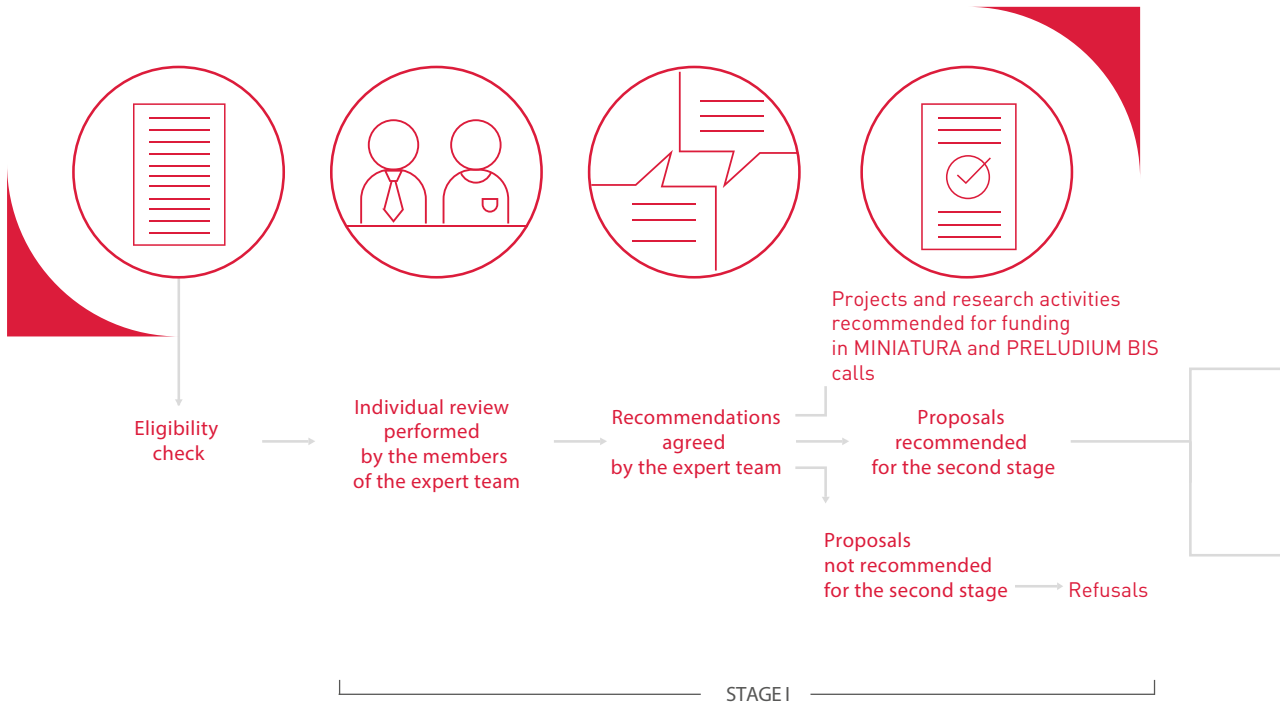 Projects and research activities
recommended for funding
in MINIATURA and PRELUDIUM BIS
calls
Eligibility
check
Individual review
performed
by the members
of the expert team
Recommendations
agreed
by the expert team
Proposals
recommended
for the second stage
Proposals
not recommended
for the second stage
Refusals
STAGE I